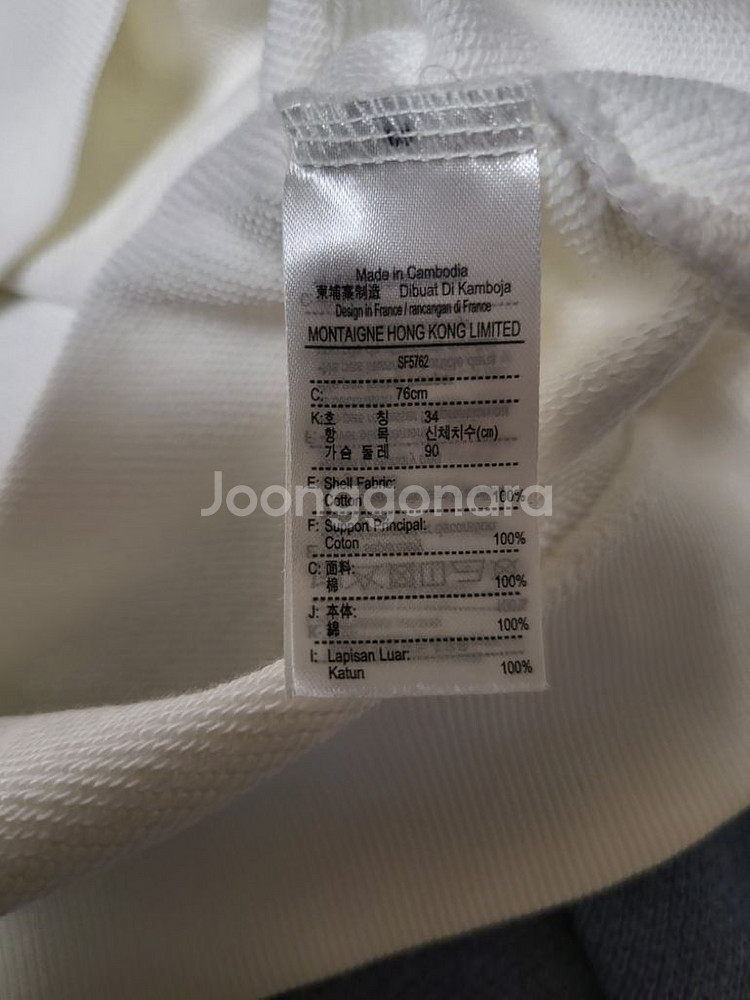 Made in Cambodia
柬埔寨制造 Dibuat Di Kamboja
Design in France / rancangan di France
MONTAIGNE HONG KONG LIMITED
SF5762
C: 76cm
K:호 칭 34
항 목 신체치수(cm)
가슴 둘레 90
E: Shell Fabric:
Cotton 100%
Joonggonara
F: Support Principal:
Coton 100%
C: 面料:
棉 100%
J: 本体:
綿 100%
I: Lapisan Luar:
Katun 100%